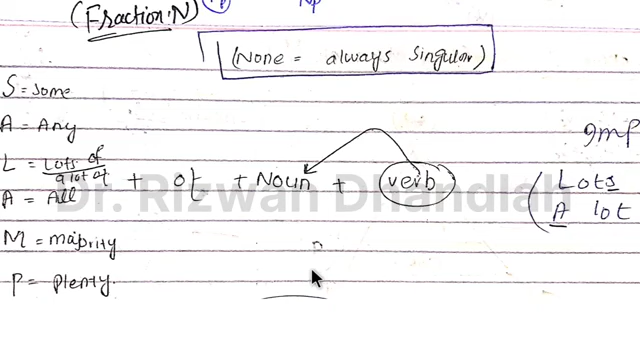 (Fraction·N)
(None = always Singular)
S = some
A = Any
L = Lots of
a lot of
+ of + Noun + verb
A = All
M = majority
P = plenty.
Imp
Lots
A lot
Dr. Rizwan Dhandlah